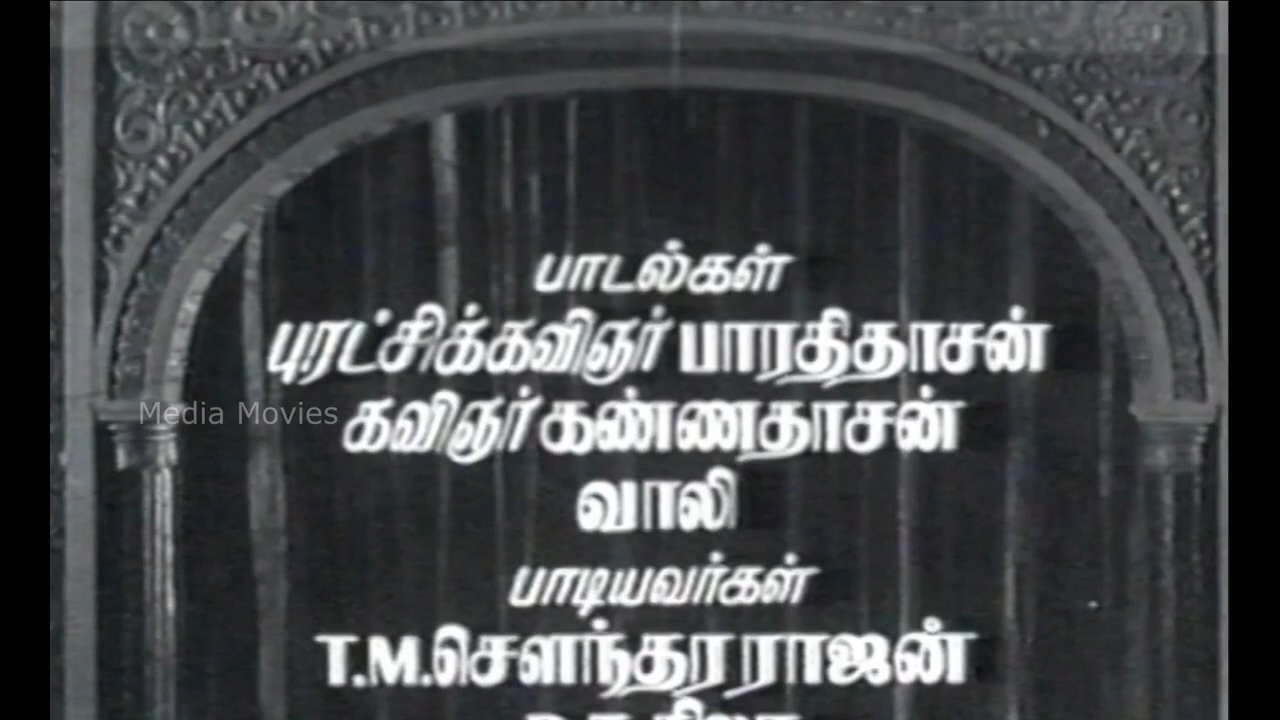 பாடல்கள்
புரட்சிக்கவிஞர் பாரதிதாசன்
Media Movies
கவிஞர் கண்ணதாசன்
வாலி
பாடியவர்கள்
T.M.சௌந்தரராஜன்